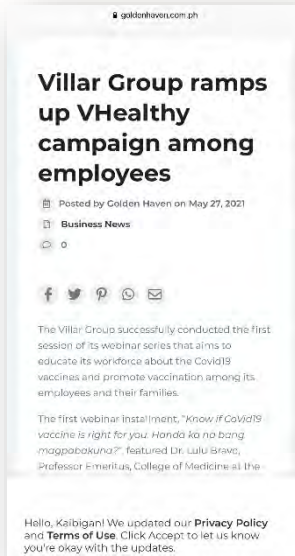 goldenhaven.com.ph
Villar Group ramps
up VHealthy
campaign among
employees
Posted by Golden Haven on May 27, 2021
Business News
0
The Villar Group successfully conducted the first
session of its webinar series that aims to
educate its workforce about the Covid19
vaccines and promote vaccination among its
employees and their families.
The first webinar installment, "Know if CoVid19
vaccine is right for you. Handa ka na bang
magpabakuna?", featured Dr. Lulu Bravo,
Professor Emeritus, College of Medicine at the
Hello, Kaibigan! We updated our Privacy Policy
and Terms of Use. Click Accept to let us know
you're okay with the updates.